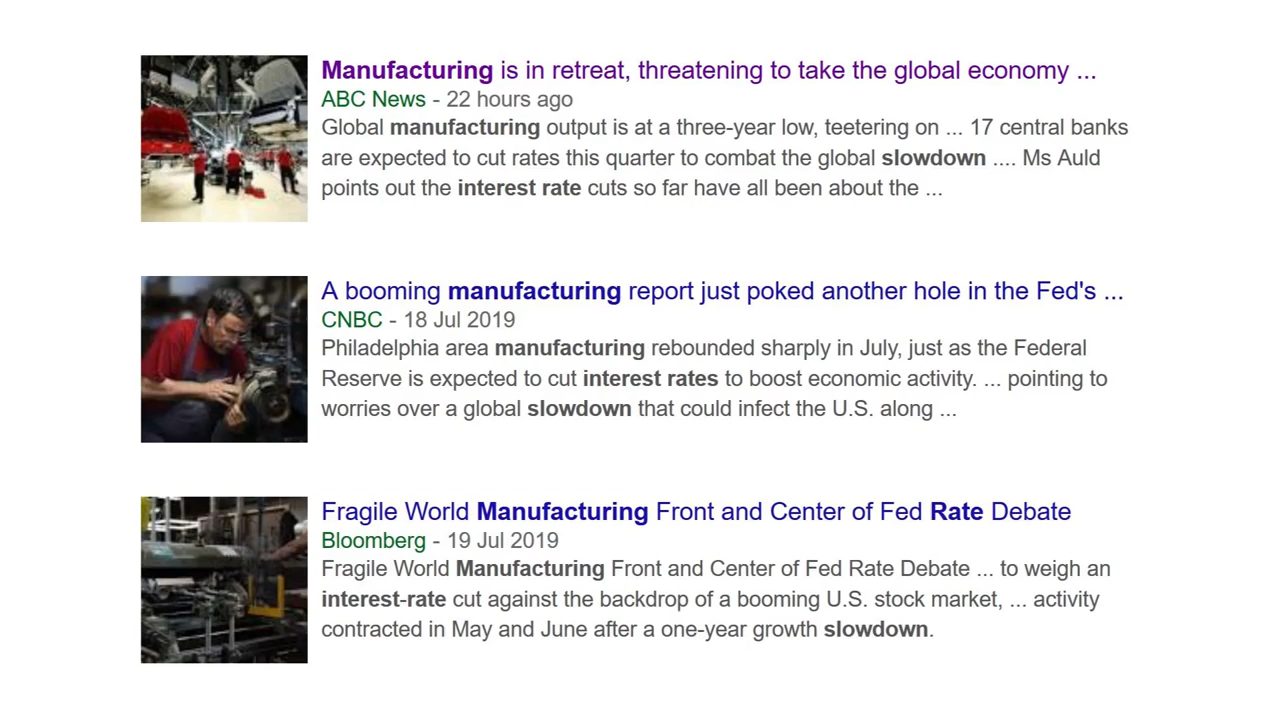 Manufacturing is in retreat, threatening to take the global economy ...
ABC News - 22 hours ago
Global manufacturing output is at a three-year low, teetering on ... 17 central banks
are expected to cut rates this quarter to combat the global slowdown .... Ms Auld
points out the interest rate cuts so far have all been about the ...
A booming manufacturing report just poked another hole in the Fed's ...
CNBC - 18 Jul 2019
Philadelphia area manufacturing rebounded sharply in July, just as the Federal
Reserve is expected to cut interest rates to boost economic activity. ... pointing to
worries over a global slowdown that could infect the U.S. along ...
Fragile World Manufacturing Front and Center of Fed Rate Debate
Bloomberg - 19 Jul 2019
Fragile World Manufacturing Front and Center of Fed Rate Debate ... to weigh an
interest-rate cut against the backdrop of a booming U.S. stock market, ... activity
contracted in May and June after a one-year growth slowdown.